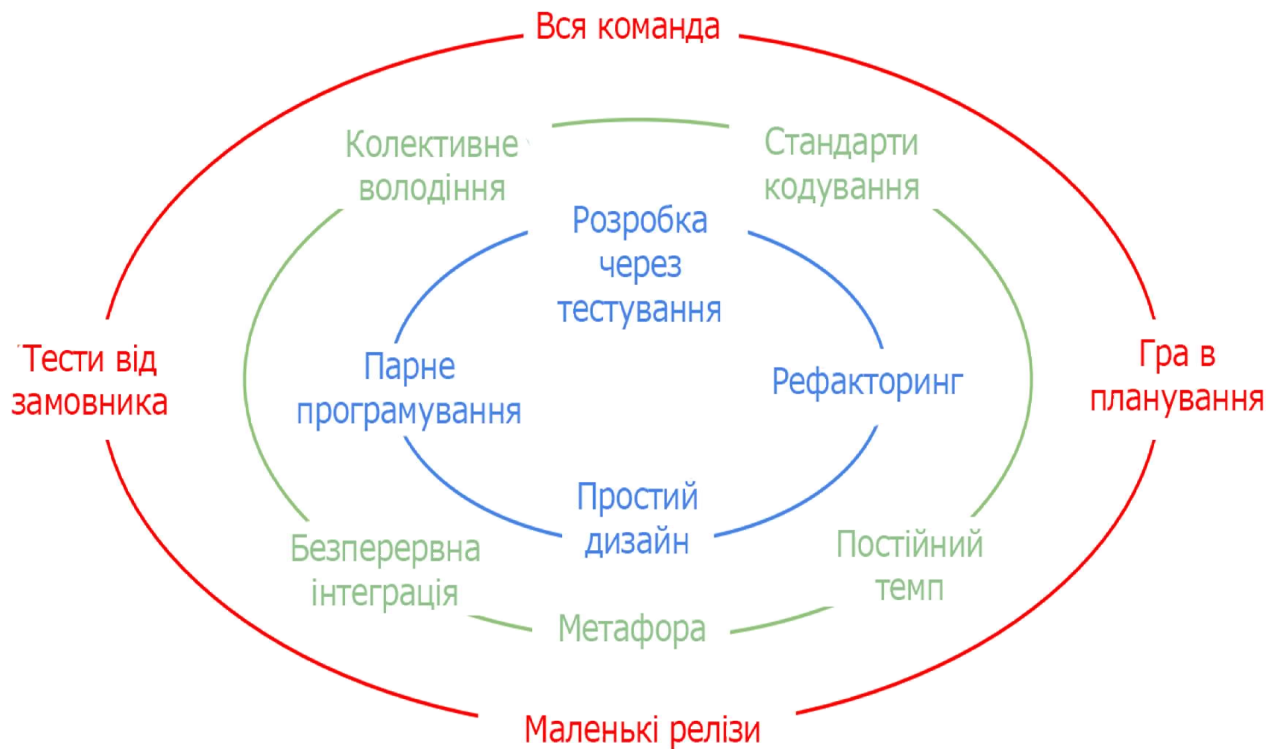 Вся команда
Колективне
володіння
Стандарти
кодування
Розробка
через
тестування
Тести від
замовника
Парне
програмування
Рефакторинг
Гра в
планування
Простий
дизайн
Безперервна
інтеграція
Постійний
темп
Метафора
Маленькі релізи